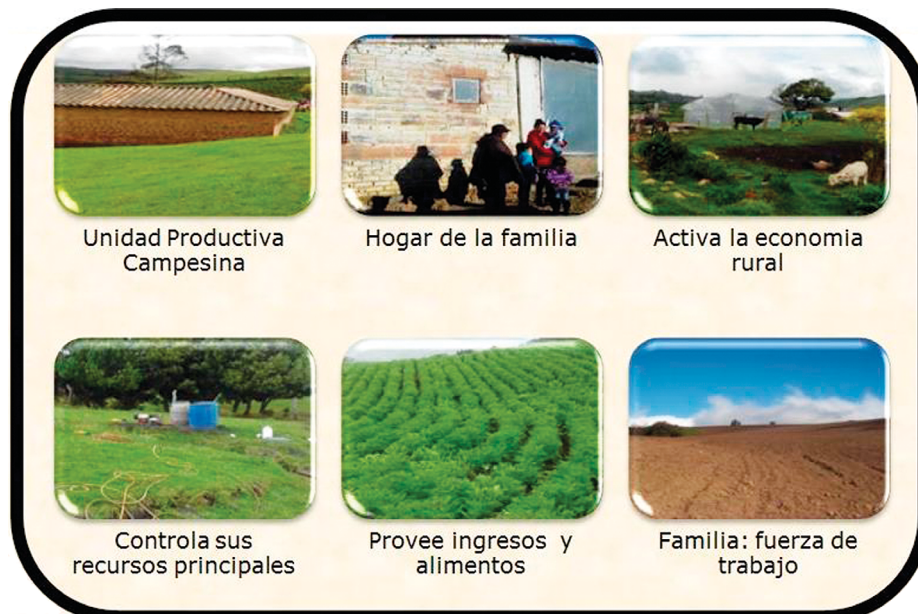 Unidad Productiva
Campesina
Hogar de la familia
Activa la economia
rural
Controla sus
recursos principales
Provee ingresos y
alimentos
Familia: fuerza de
trabajo